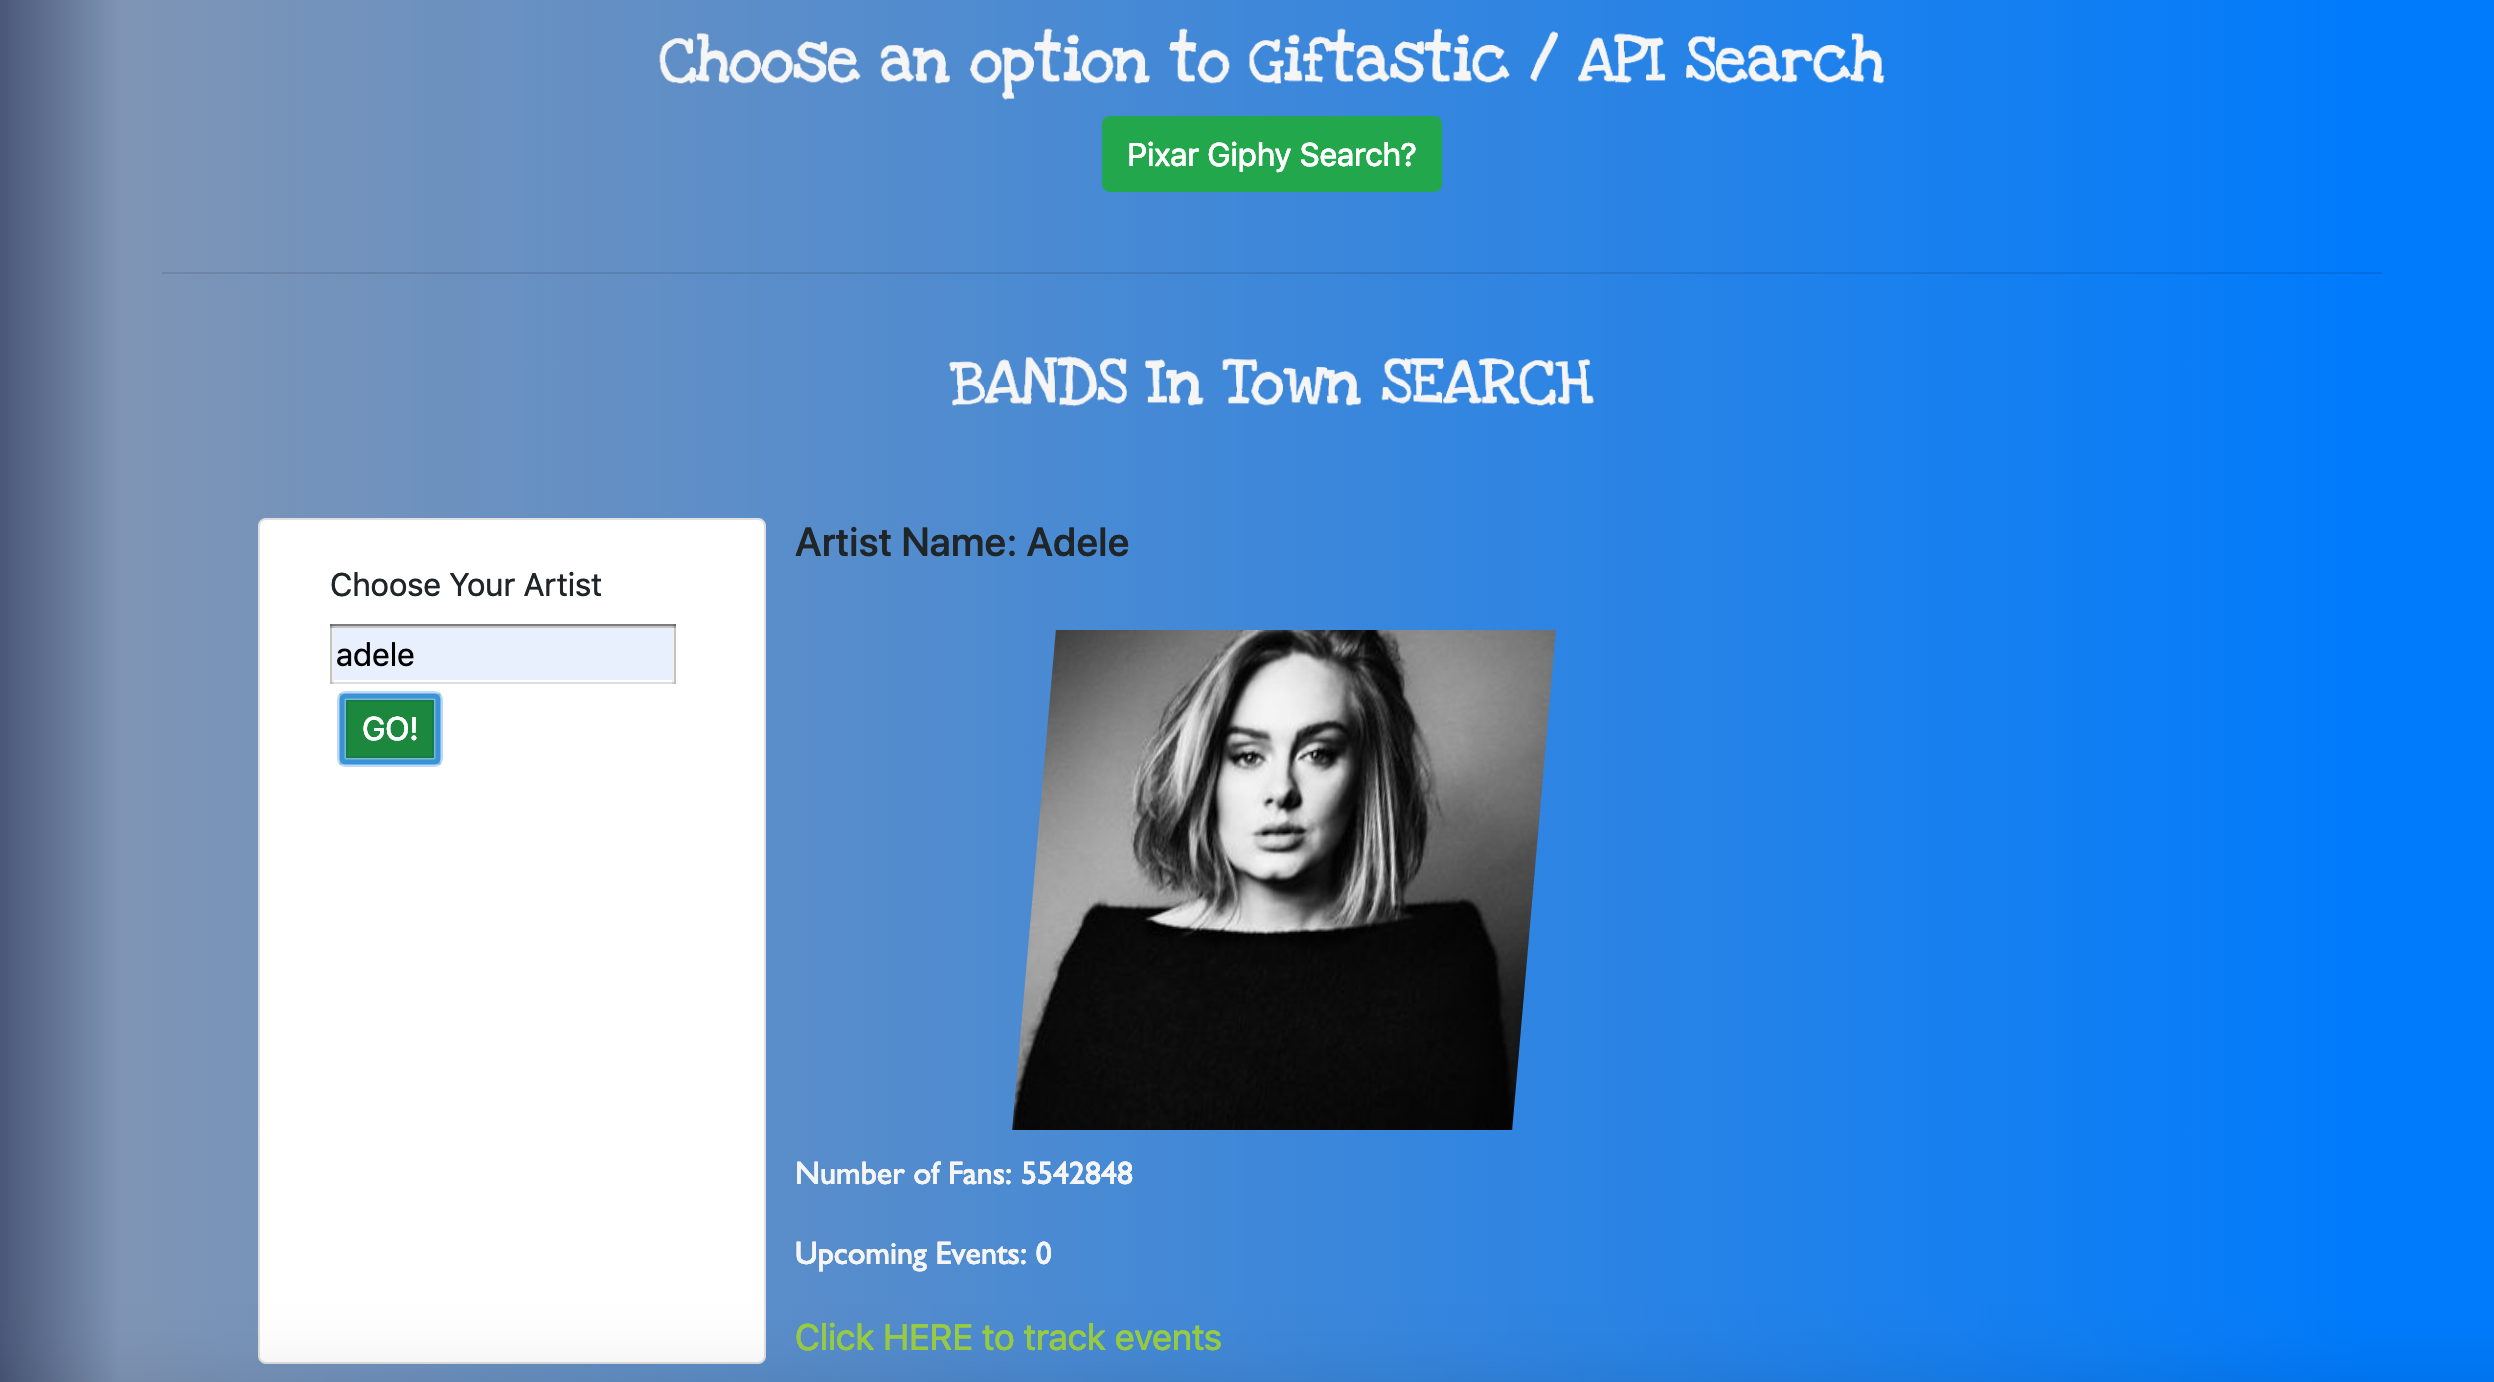 Choose an option to Giftastic / API Search
Pixar Giphy Search?
BANDS In Town SEARCH
Choose Your Artist
adele
GO!
Artist Name: Adele
Number of Fans: 5542848
Upcoming Events: 0
Click HERE to track events